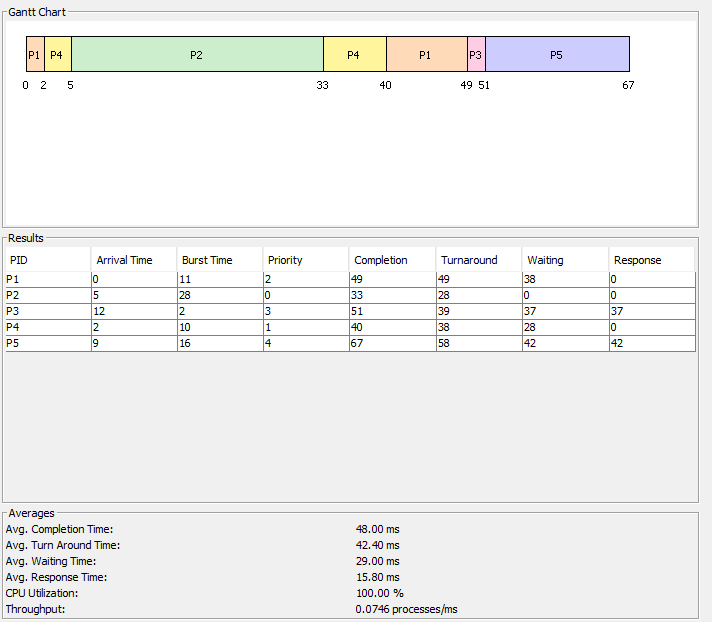 Gantt Chart
P1 P4 P2 P4 P1 P3 P5
0 2 5 33 40 49 51 67
Results
PID Arrival Time Burst Time Priority Completion Turnaround Waiting Response
P1 0 11 2 49 49 38 0
P2 5 28 0 33 28 0 0
P3 12 2 3 51 39 37 37
P4 2 10 1 40 38 28 0
P5 9 16 4 67 58 42 42
Averages
Avg. Completion Time: 48.00 ms
Avg. Turn Around Time: 42.40 ms
Avg. Waiting Time: 29.00 ms
Avg. Response Time: 15.80 ms
CPU Utilization: 100.00 %
Throughput: 0.0746 processes/ms